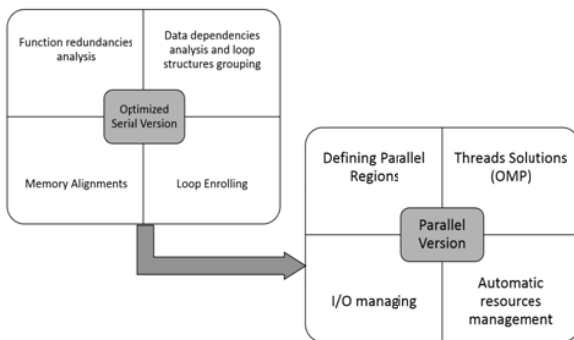 Function redundancies
analysis
Data dependencies
analysis and loop
structures grouping
Optimized
Serial Version
Memory Alignments
Loop Enrolling
Defining Parallel
Regions
Threads Solutions
(OMP)
Parallel
Version
I/O managing
Automatic
resources
management